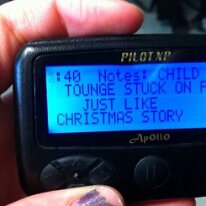 PILOT XP
:40 Notes: CHILD
TOUNGE STUCK ON
JUST LIKE
CHRISTMAS STORY
Apollo